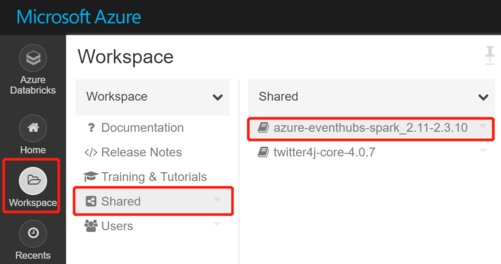 Microsoft Azure
Azure
Databricks
Home
Workspace
Recents
Workspace
Workspace
? Documentation
</> Release Notes
Training & Tutorials
Shared
Users
Shared
azure-eventhubs-spark_2.11-2.3.10
twitter4j-core-4.0.7